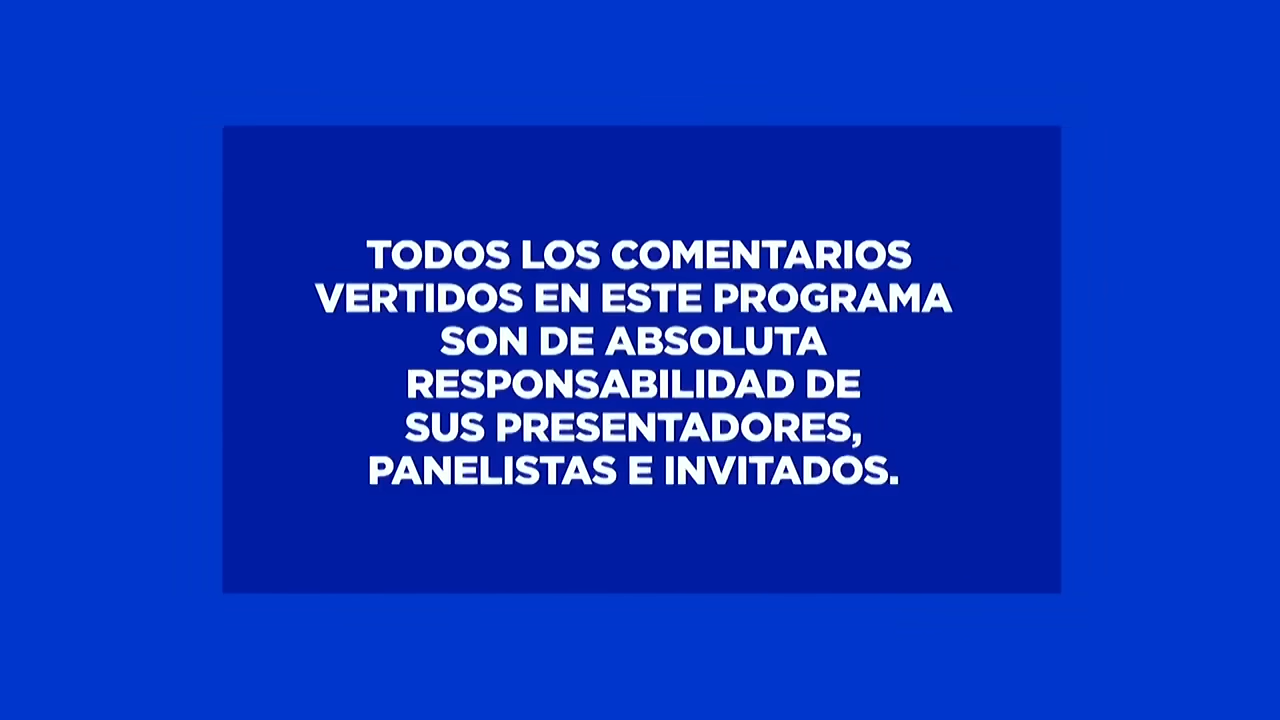 TODOS LOS COMENTARIOS
VERTIDOS EN ESTE PROGRAMA
SON DE ABSOLUTA
RESPONSABILIDAD DE
SUS PRESENTADORES,
PANELISTAS E INVITADOS.